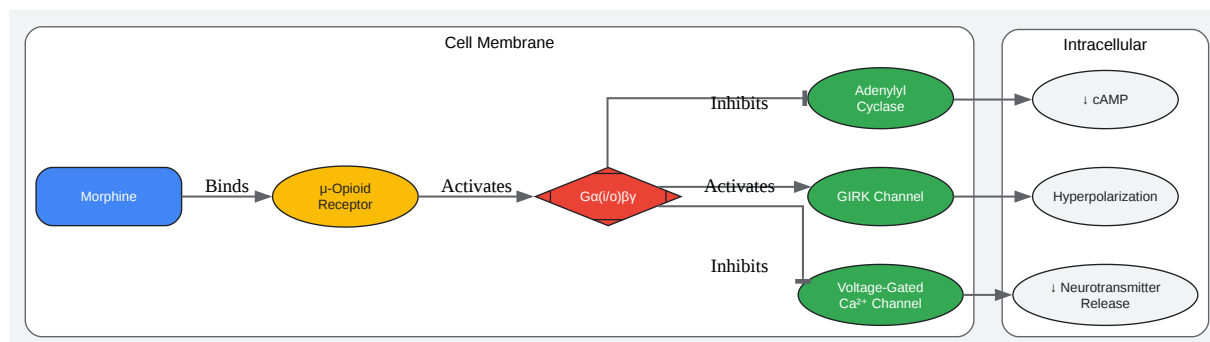 Cell Membrane
Intracellular
Adenylyl
Cyclase
Inhibits
↓ cAMP
Morphine
Binds
μ-Opioid
Receptor
Activates
Gα(i/o)βγ
Activates
GIRK Channel
Hyperpolarization
Inhibits
Voltage-Gated
Ca²⁺ Channel
↓ Neurotransmitter
Release